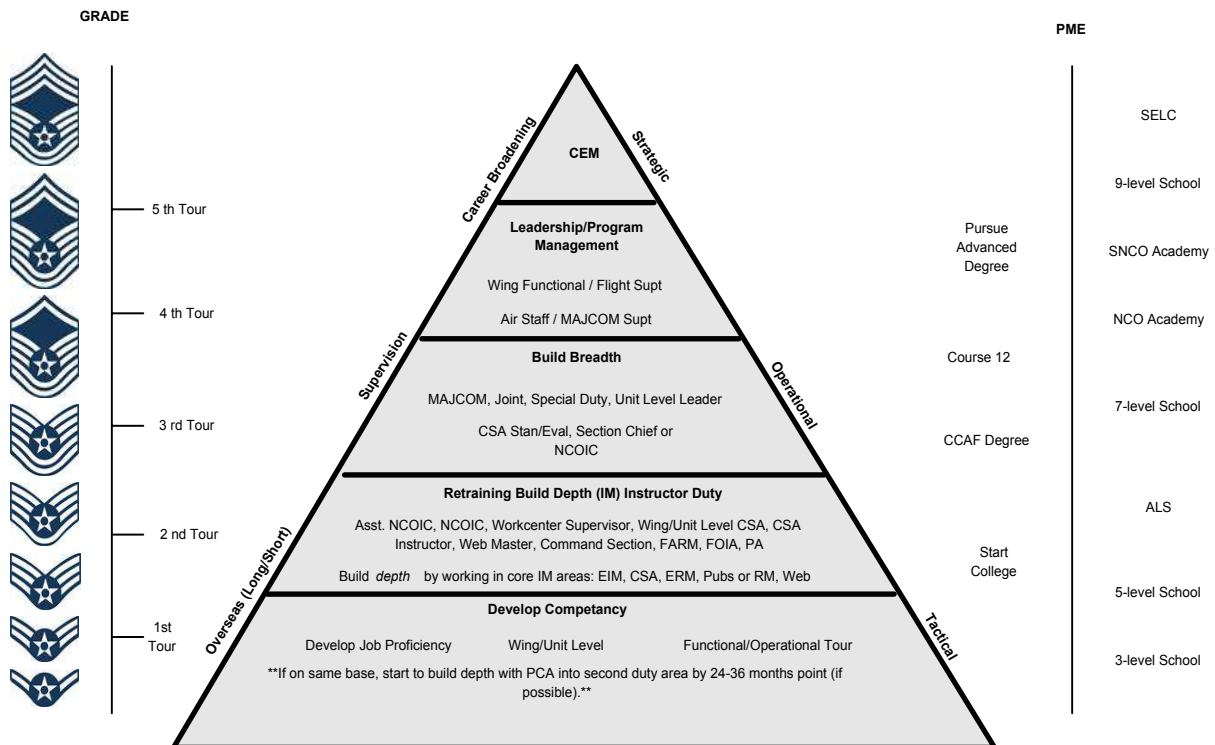 GRADE
PME
5 th Tour
4 th Tour
3 rd Tour
2 nd Tour
1st
Tour
Career Broadening
Supervision
Overseas (Long/Short)
CEM
Leadership/Program
Management
Wing Functional / Flight Supt
Air Staff / MAJCOM Supt
Build Breadth
MAJCOM, Joint, Special Duty, Unit Level Leader
CSA Stan/Eval, Section Chief or
NCOIC
Retraining Build Depth (IM) Instructor Duty
Asst. NCOIC, NCOIC, Workcenter Supervisor, Wing/Unit Level CSA, CSA
Instructor, Web Master, Command Section, FARM, FOIA, PA
Build depth by working in core IM areas: EIM, CSA, ERM, Pubs or RM, Web
Develop Competancy
Develop Job Proficiency Wing/Unit Level Functional/Operational Tour
**If on same base, start to build depth with PCA into second duty area by 24-36 months point (if
possible).**
Strategic
Operational
Tactical
Pursue
Advanced
Degree
Course 12
CCAF Degree
Start
College
SELC
9-level School
SNCO Academy
NCO Academy
7-level School
ALS
5-level School
3-level School